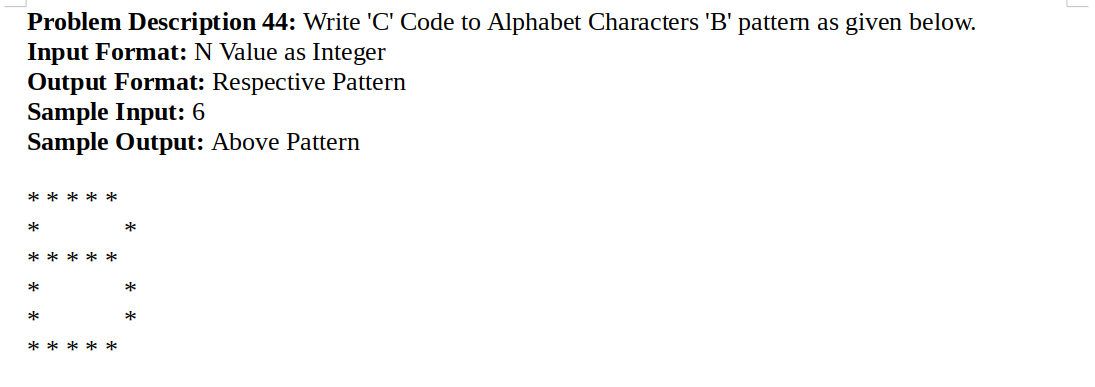 Problem Description 44: Write 'C' Code to Alphabet Characters 'B' pattern as given below.
Input Format: N Value as Integer
Output Format: Respective Pattern
Sample Input: 6
Sample Output: Above Pattern
* * * * *
*         *
* * * * *
*         *
*         *
* * * * *